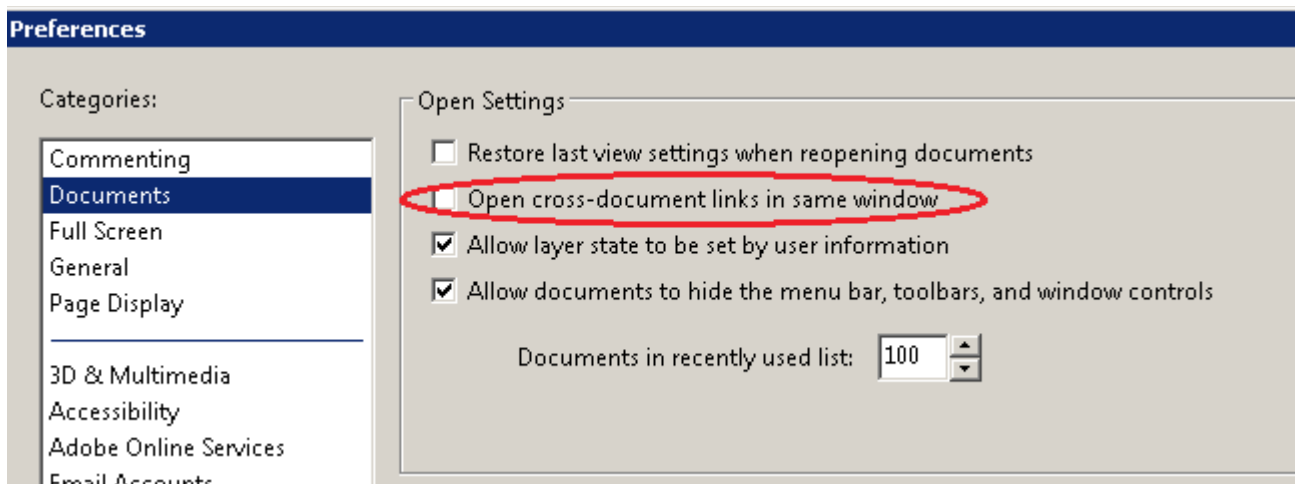 Preferences
Categories:
Commenting
Documents
Full Screen
General
Page Display
3D & Multimedia
Accessibility
Adobe Online Services
Email Accounts
Open Settings
Restore last view settings when reopening documents
Open cross-document links in same window
Allow layer state to be set by user information
Allow documents to hide the menu bar, toolbars, and window controls
Documents in recently used list: 100